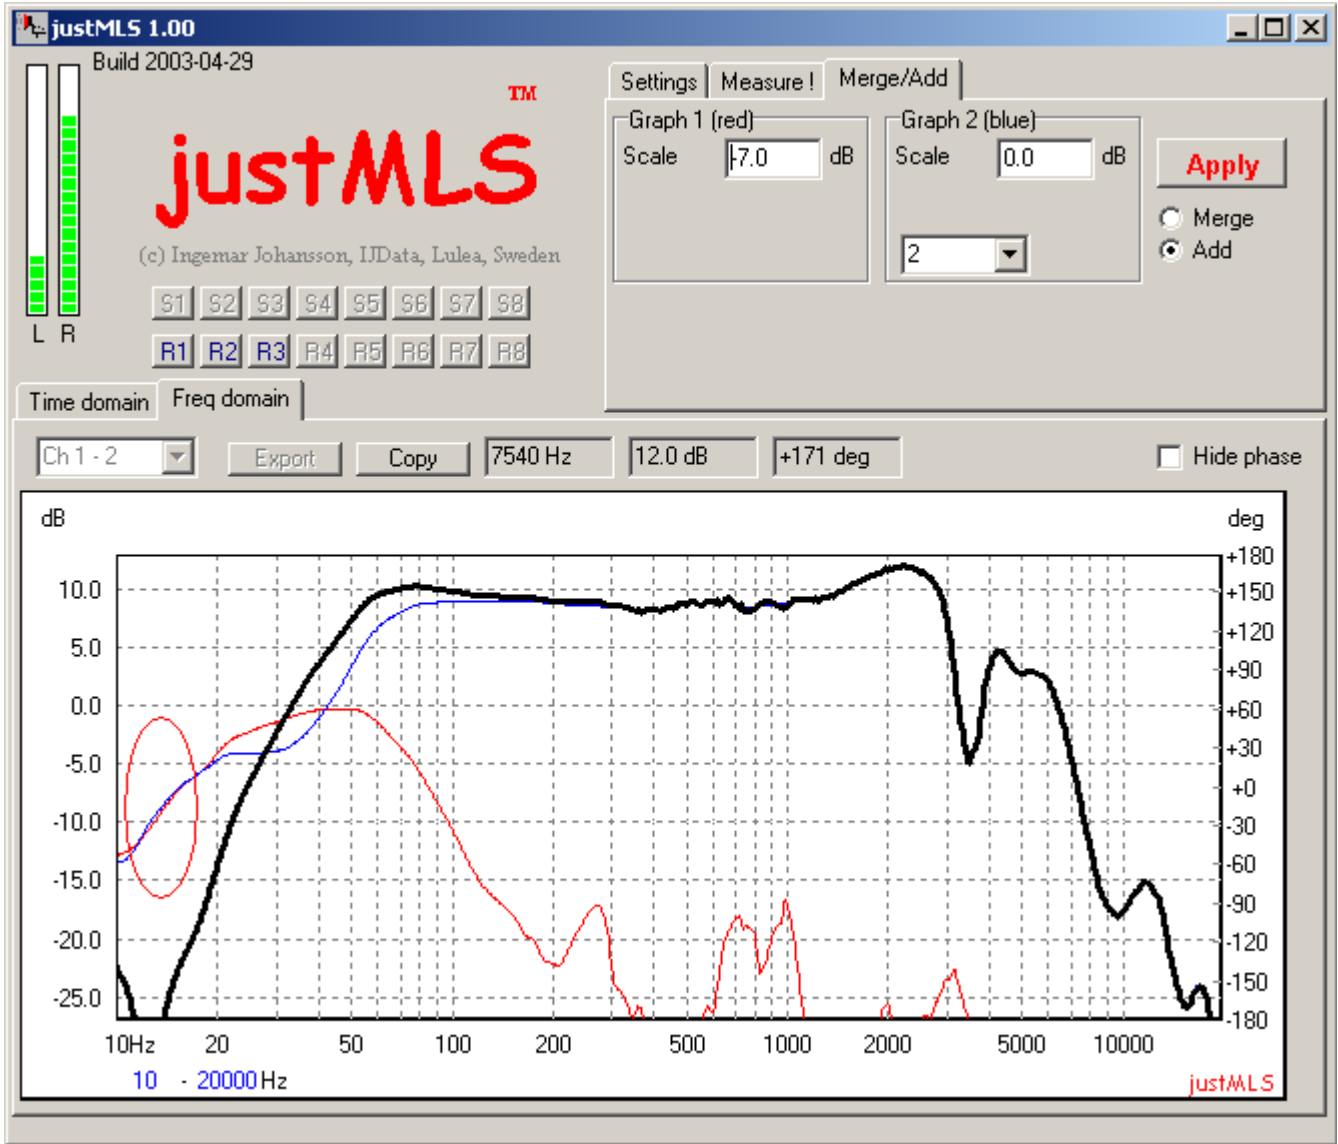 justMLS 1.00
Build 2003-04-29
TM
justMLS
(c) Ingemar Johansson, IJData, Lulea, Sweden
L R
S1 S2 S3 S4 S5 S6 S7 S8
R1 R2 R3 R4 R5 R6 R7 R8
Settings Measure ! Merge/Add
Graph 1 (red)
Scale -7.0 dB
Graph 2 (blue)
Scale 0.0 dB
2
Apply
Merge
Add
Time domain Freq domain
Ch 1 - 2 Export Copy 7540 Hz 12.0 dB +171 deg Hide phase
dB
deg
10.0
5.0
0.0
-5.0
-10.0
-15.0
-20.0
-25.0
+180
+150
+120
+90
+60
+30
+0
-30
-60
-90
-120
-150
-180
10Hz 20 50 100 200 500 1000 2000 5000 10000
10 - 20000 Hz
justMLS